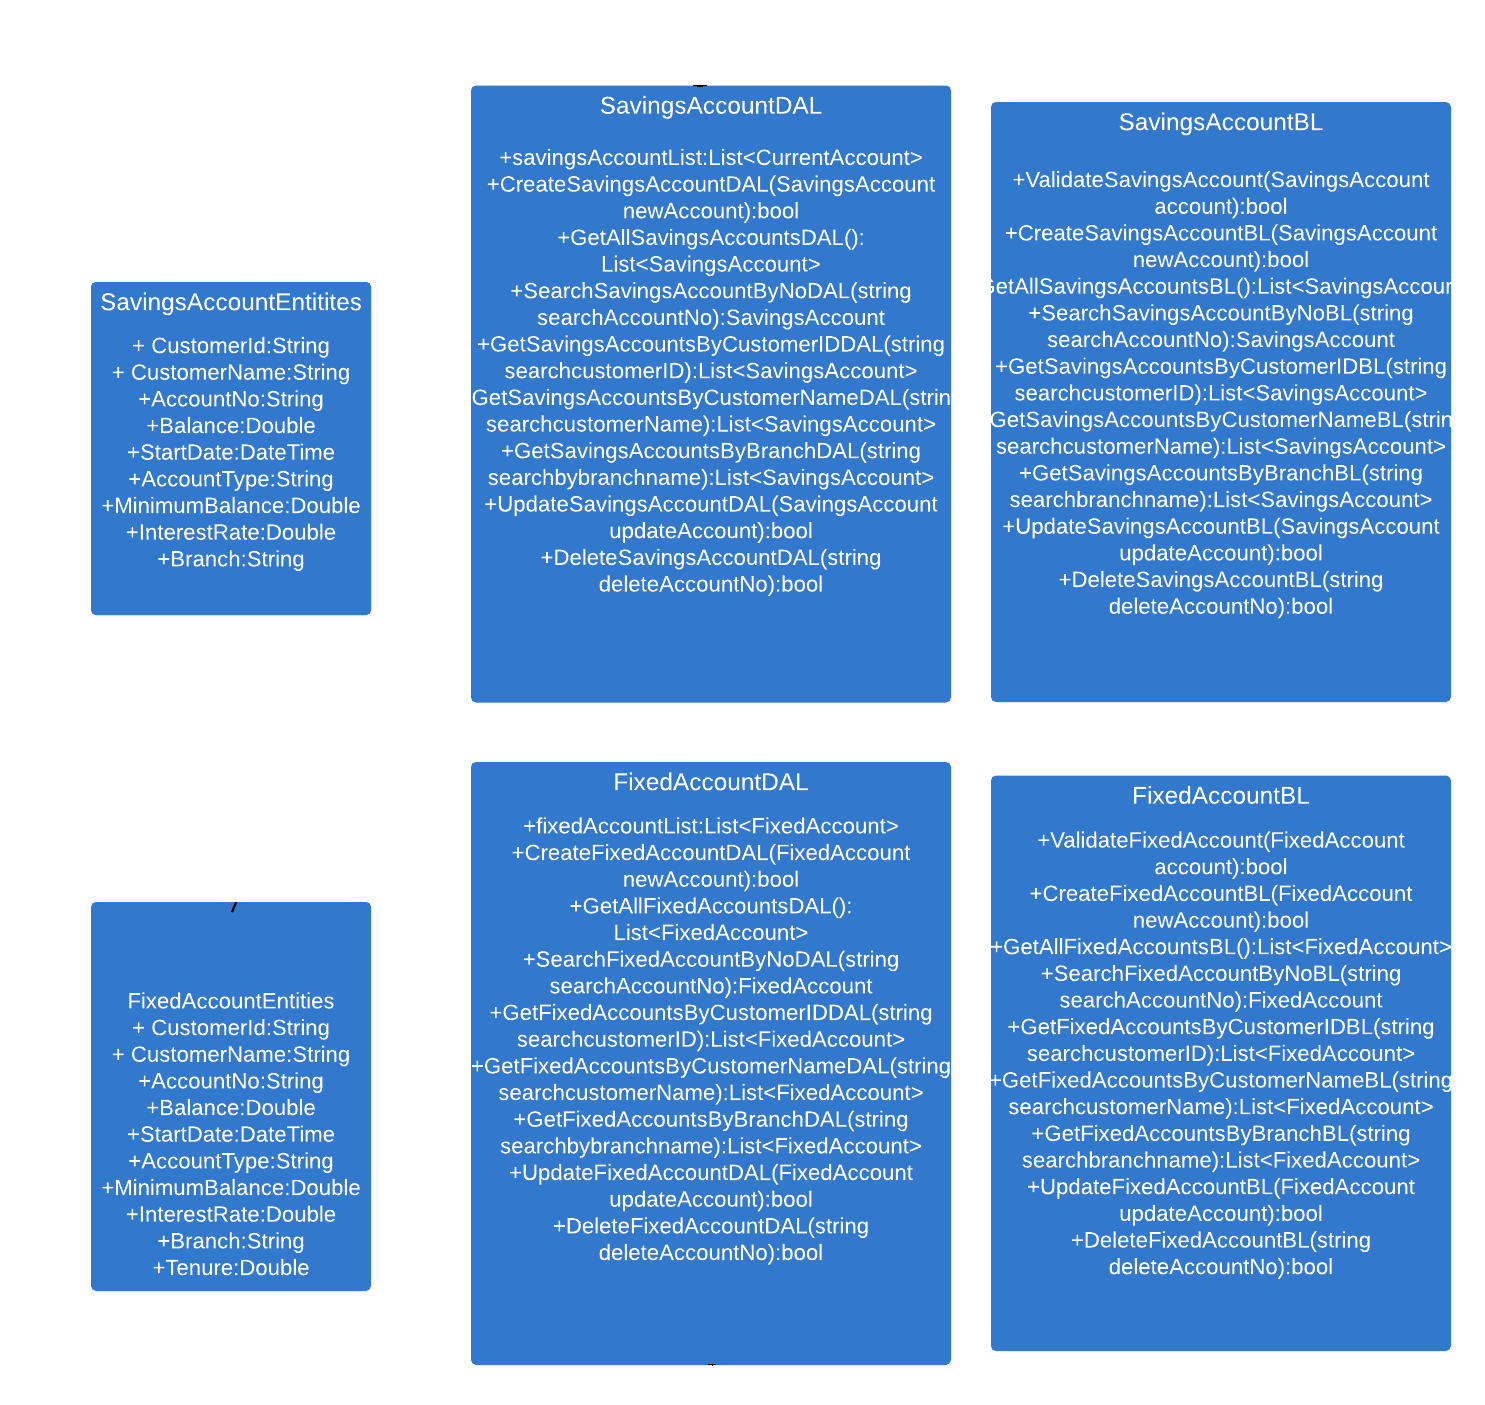 SavingsAccountDAL
+savingsAccountList:List<CurrentAccount>
+CreateSavingsAccountDAL(SavingsAccount
newAccount):bool
+GetAllSavingsAccountsDAL():
List<SavingsAccount>
+SearchSavingsAccountByNoDAL(string
searchAccountNo):SavingsAccount
+GetSavingsAccountsByCustomerIDDAL(string
searchcustomerID):List<SavingsAccount>
GetSavingsAccountsByCustomerNameDAL(strin
searchcustomerName):List<SavingsAccount>
+GetSavingsAccountsByBranchDAL(string
searchbybranchname):List<SavingsAccount>
+UpdateSavingsAccountDAL(SavingsAccount
updateAccount):bool
+DeleteSavingsAccountDAL(string
deleteAccountNo):bool
SavingsAccountBL
+ValidateSavingsAccount(SavingsAccount
account):bool
+CreateSavingsAccountBL(SavingsAccount
newAccount):bool
GetAllSavingsAccountsBL():List<SavingsAccoun
+SearchSavingsAccountByNoBL(string
searchAccountNo):SavingsAccount
+GetSavingsAccountsByCustomerIDBL(string
searchcustomerID):List<SavingsAccount>
GetSavingsAccountsByCustomerNameBL(strin
searchcustomerName):List<SavingsAccount>
+GetSavingsAccountsByBranchBL(string
searchbranchname):List<SavingsAccount>
+UpdateSavingsAccountBL(SavingsAccount
updateAccount):bool
+DeleteSavingsAccountBL(string
deleteAccountNo):bool
SavingsAccountEntitites
+ CustomerId:String
+ CustomerName:String
+AccountNo:String
+Balance:Double
+StartDate:DateTime
+AccountType:String
+MinimumBalance:Double
+InterestRate:Double
+Branch:String
FixedAccountDAL
+fixedAccountList:List<FixedAccount>
+CreateFixedAccountDAL(FixedAccount
newAccount):bool
+GetAllFixedAccountsDAL():
List<FixedAccount>
+SearchFixedAccountByNoDAL(string
searchAccountNo):FixedAccount
+GetFixedAccountsByCustomerIDDAL(string
searchcustomerID):List<FixedAccount>
+GetFixedAccountsByCustomerNameDAL(string
searchcustomerName):List<FixedAccount>
+GetFixedAccountsByBranchDAL(string
searchbybranchname):List<FixedAccount>
+UpdateFixedAccountDAL(FixedAccount
updateAccount):bool
+DeleteFixedAccountDAL(string
deleteAccountNo):bool
FixedAccountBL
+ValidateFixedAccount(FixedAccount
account):bool
+CreateFixedAccountBL(FixedAccount
newAccount):bool
+GetAllFixedAccountsBL():List<FixedAccount>
+SearchFixedAccountByNoBL(string
searchAccountNo):FixedAccount
+GetFixedAccountsByCustomerIDBL(string
searchcustomerID):List<FixedAccount>
+GetFixedAccountsByCustomerNameBL(string
searchcustomerName):List<FixedAccount>
+GetFixedAccountsByBranchBL(string
searchbranchname):List<FixedAccount>
+UpdateFixedAccountBL(FixedAccount
updateAccount):bool
+DeleteFixedAccountBL(string
deleteAccountNo):bool
FixedAccountEntities
+ CustomerId:String
+ CustomerName:String
+AccountNo:String
+Balance:Double
+StartDate:DateTime
+AccountType:String
+MinimumBalance:Double
+InterestRate:Double
+Branch:String
+Tenure:Double